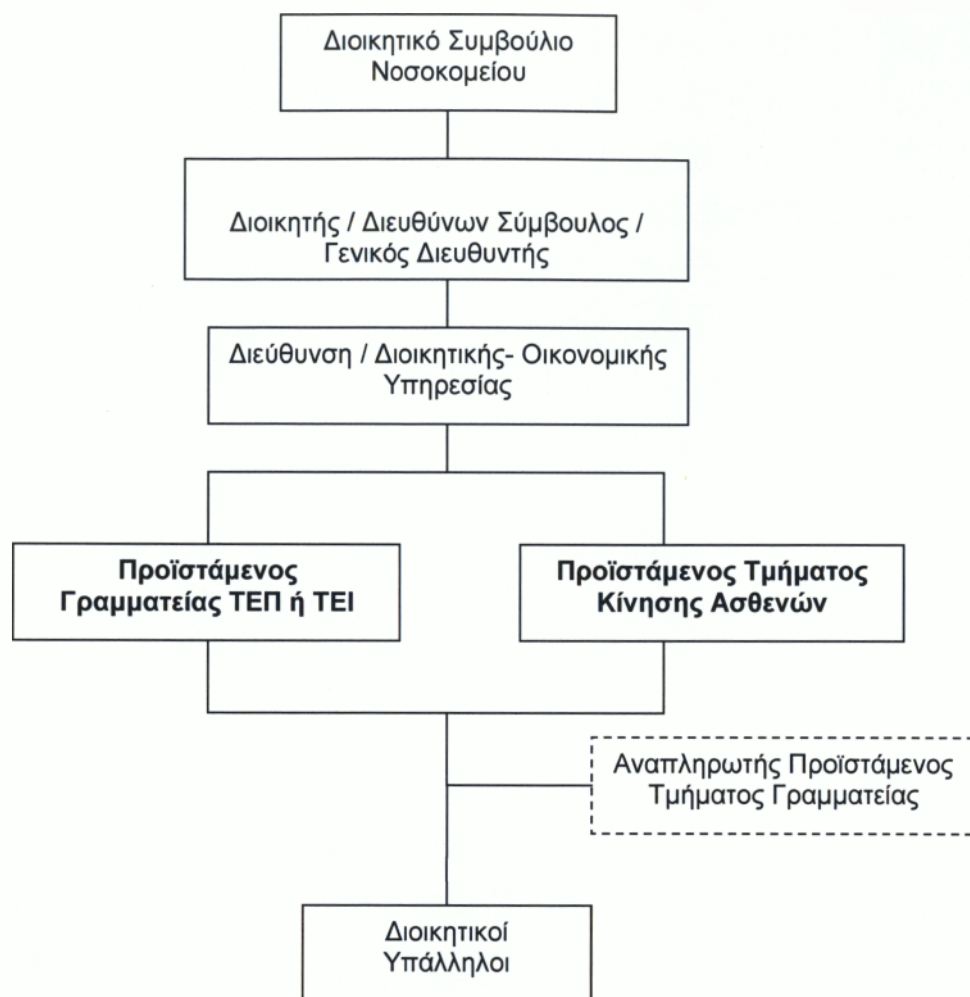 Διοικητικό Συμβούλιο
Νοσοκομείου
Διοικητής / Διευθύνων Σύμβουλος /
Γενικός Διευθυντής
Διεύθυνση / Διοικητικής- Οικονομικής
Υπηρεσίας
Προϊστάμενος
Γραμματείας ΤΕΠ ή ΤΕΙ
Προϊστάμενος Τμήματος
Κίνησης Ασθενών
Αναπληρωτής Προϊστάμενος
Τμήματος Γραμματείας
Διοικητικοί
Υπάλληλοι